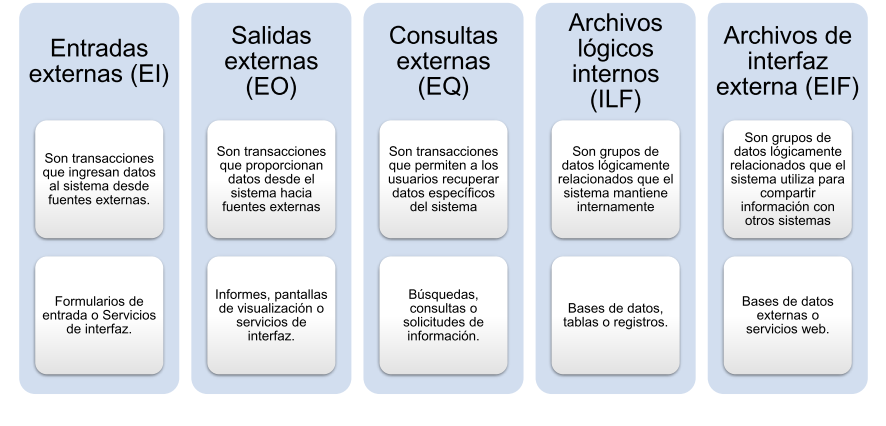 Entradas
externas (EI)
Son transacciones
que ingresan datos
al sistema desde
fuentes externas.
Formularios de
entrada o Servicios
de interfaz.
Salidas
externas
(EO)
Son transacciones
que proporcionan
datos desde el
sistema hacia
fuentes externas
Informes, pantallas
de visualización o
servicios de
interfaz.
Consultas
externas
(EQ)
Son transacciones
que permiten a los
usuarios recuperar
datos específicos
del sistema
Búsquedas,
consultas o
solicitudes de
información.
Archivos
lógicos
internos
(ILF)
Son grupos de
datos lógicamente
relacionados que el
sistema mantiene
internamente
Bases de datos,
tablas o registros.
Archivos de
interfaz
externa (EIF)
Son grupos de
datos lógicamente
relacionados que el
sistema utiliza para
compartir
información con
otros sistemas
Bases de datos
externas o
servicios web.